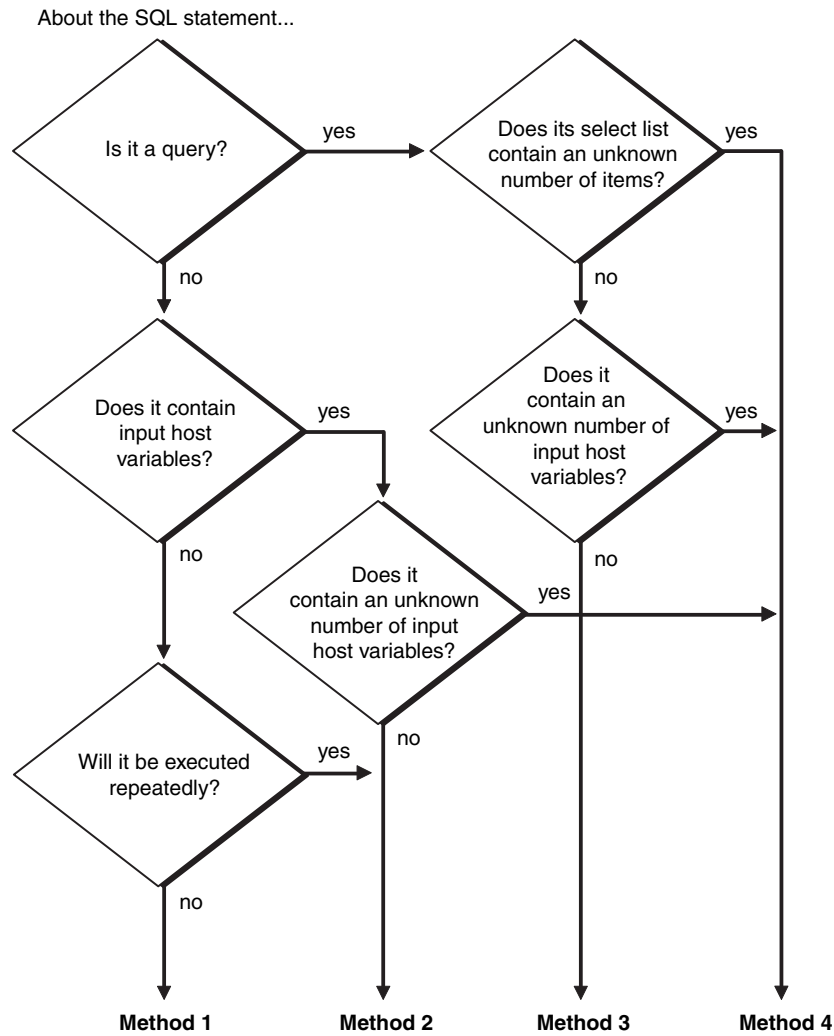 About the SQL statement...
Is it a query?
yes
no
Does its select list
contain an unknown
number of items?
yes
no
Does it contain
input host
variables?
yes
no
Does it
contain an
unknown number of
input host
variables?
yes
no
Does it
contain an unknown
number of input
host variables?
yes
no
Will it be executed
repeatedly?
yes
no
Method 1
Method 2
Method 3
Method 4